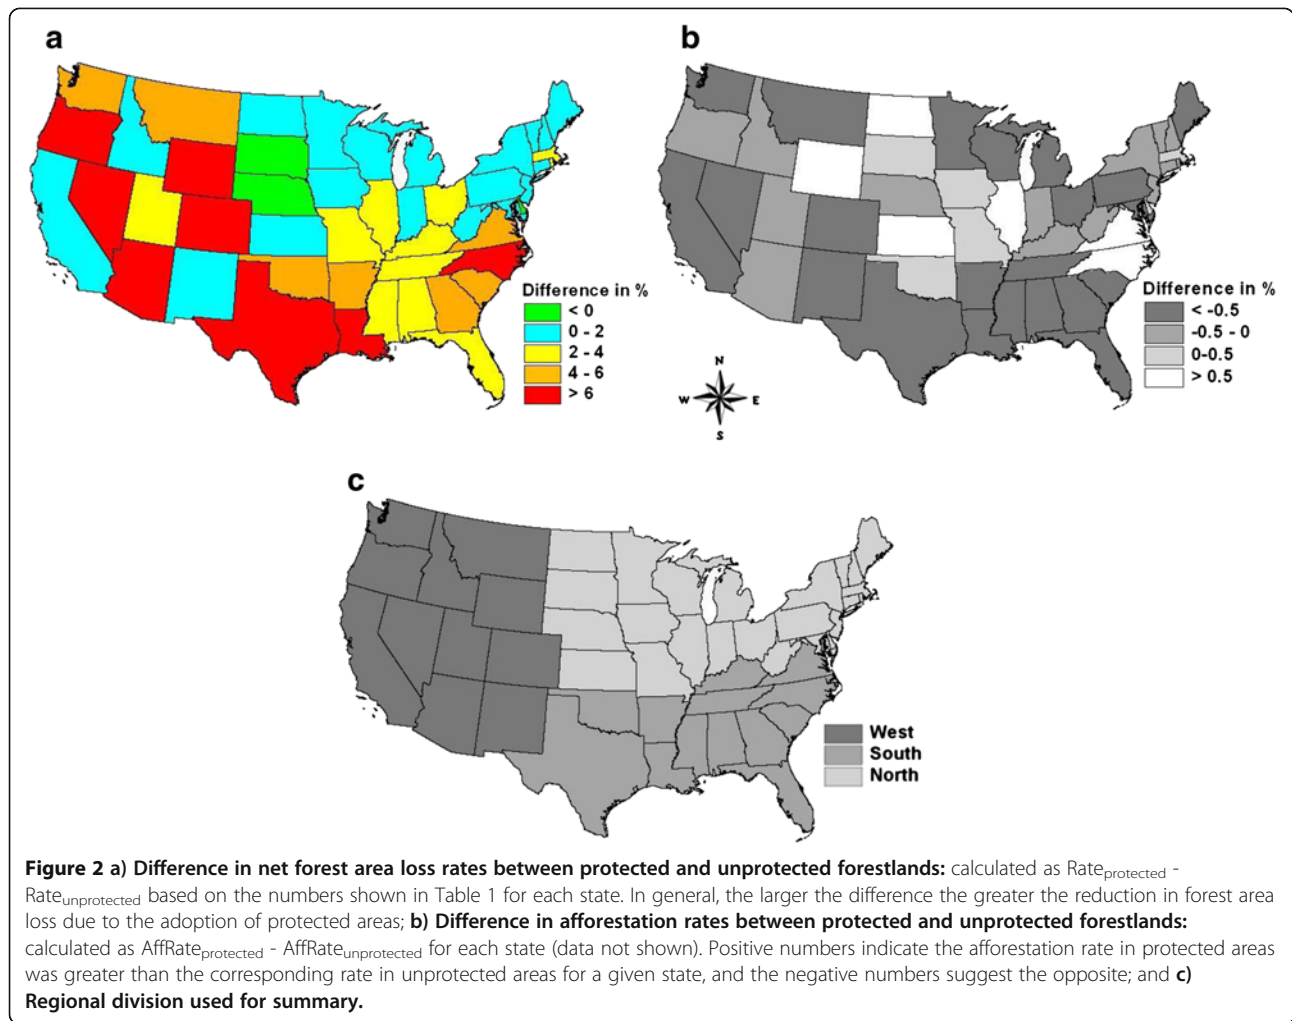 a
b
Difference in %
< 0
0 - 2
2 - 4
4 - 6
> 6
Difference in %
< -0.5
-0.5 - 0
0-0.5
> 0.5
N
W E
S
c
West
South
North
Figure 2 a) Difference in net forest area loss rates between protected and unprotected forestlands: calculated as Rateprotected -
Rateunprotected based on the numbers shown in Table 1 for each state. In general, the larger the difference the greater the reduction in forest area
loss due to the adoption of protected areas; b) Difference in afforestation rates between protected and unprotected forestlands:
calculated as AffRateprotected - AffRateunprotected for each state (data not shown). Positive numbers indicate the afforestation rate in protected areas
was greater than the corresponding rate in unprotected areas for a given state, and the negative numbers suggest the opposite; and c)
Regional division used for summary.